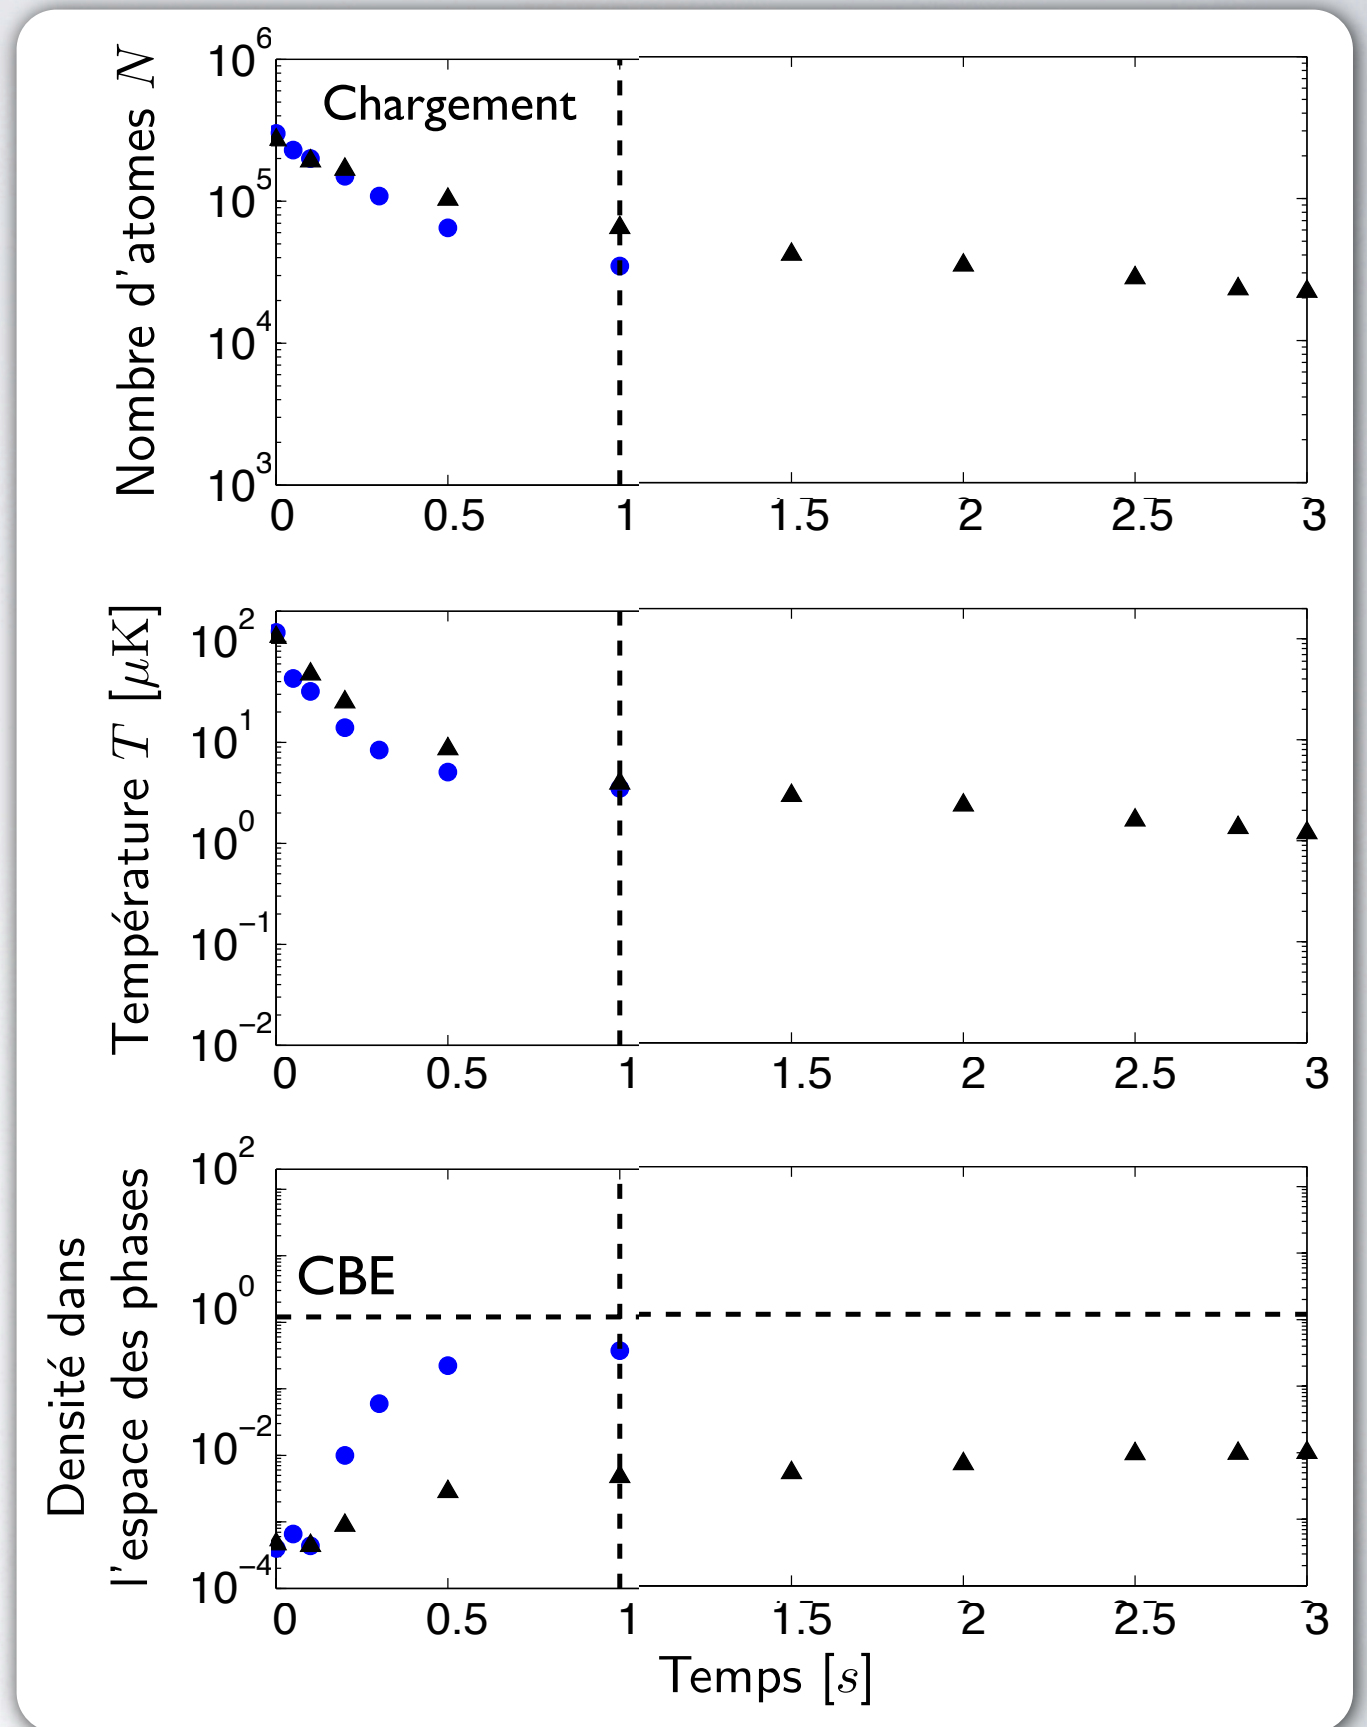 Nombre d'atomes N
10^6
10^5
10^4
10^3
Chargement
0 0.5 1 1.5 2 2.5 3
Température T [μK]
10^2
10^1
10^0
10^−1
10^−2
0 0.5 1 1.5 2 2.5 3
Densité dans
l'espace des phases
10^2
10^0
10^−2
10^−4
CBE
0 0.5 1 1.5 2 2.5 3
Temps [s]